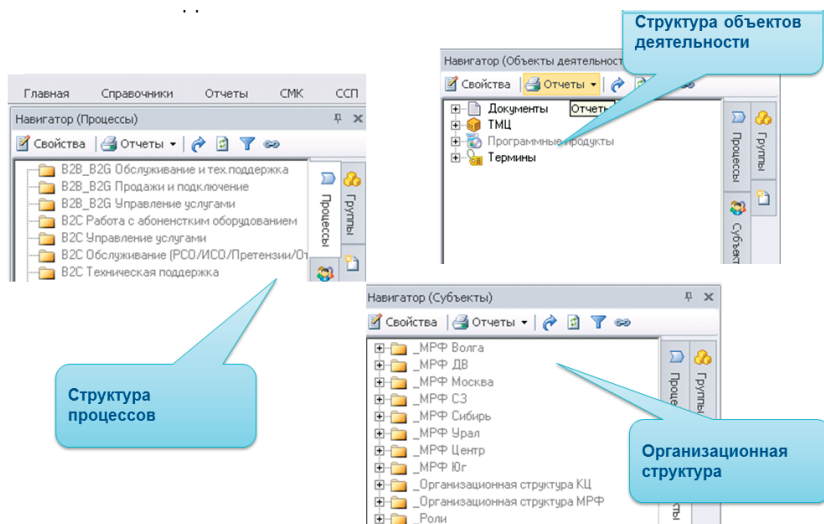 Главная Справочники Отчеты СМК ССП
Навигатор (Процессы)
Свойства Отчеты
B2B_B2G Обслуживание и тех.поддержка
B2B_B2G Продажи и подключение
B2B_B2G Управление услугами
B2C Работа с абоненстким оборудованием
B2C Управление услугами
B2C Обслуживание (РСО/ИСО/Претензии/От
B2C Техническая поддержка
Процессы
Группы
Структура
процессов
Структура объектов
деятельности
Навигатор (Объекты деятельност
Свойства Отчеты
Документы
Отчеты
ТМЦ
Программные продукты
Термины
Процессы
Группы
Субъект
Навигатор (Субъекты)
Свойства Отчеты
_МРФ Волга
_МРФ ДВ
_МРФ Москва
_МРФ СЗ
_МРФ Сибирь
_МРФ Урал
_МРФ Центр
_МРФ Юг
_Организационная структура КЦ
_Организационная структура МРФ
_Роли
Группы
Организационная
структура